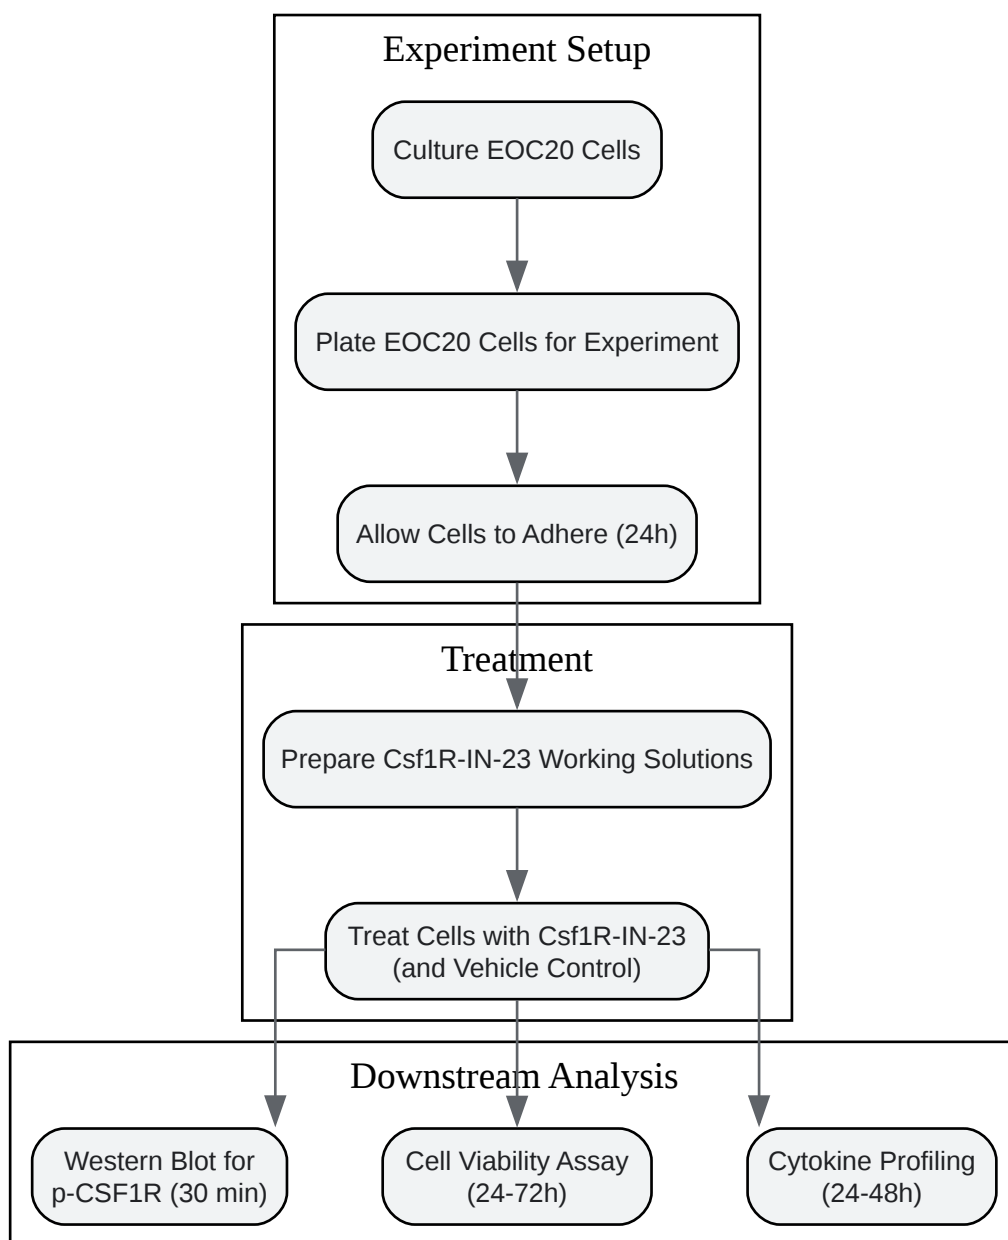 Experiment Setup
Culture EOC20 Cells
Plate EOC20 Cells for Experiment
Allow Cells to Adhere (24h)
Treatment
Prepare Csf1R-IN-23 Working Solutions
Treat Cells with Csf1R-IN-23
(and Vehicle Control)
Downstream Analysis
Western Blot for
p-CSF1R (30 min)
Cell Viability Assay
(24-72h)
Cytokine Profiling
(24-48h)